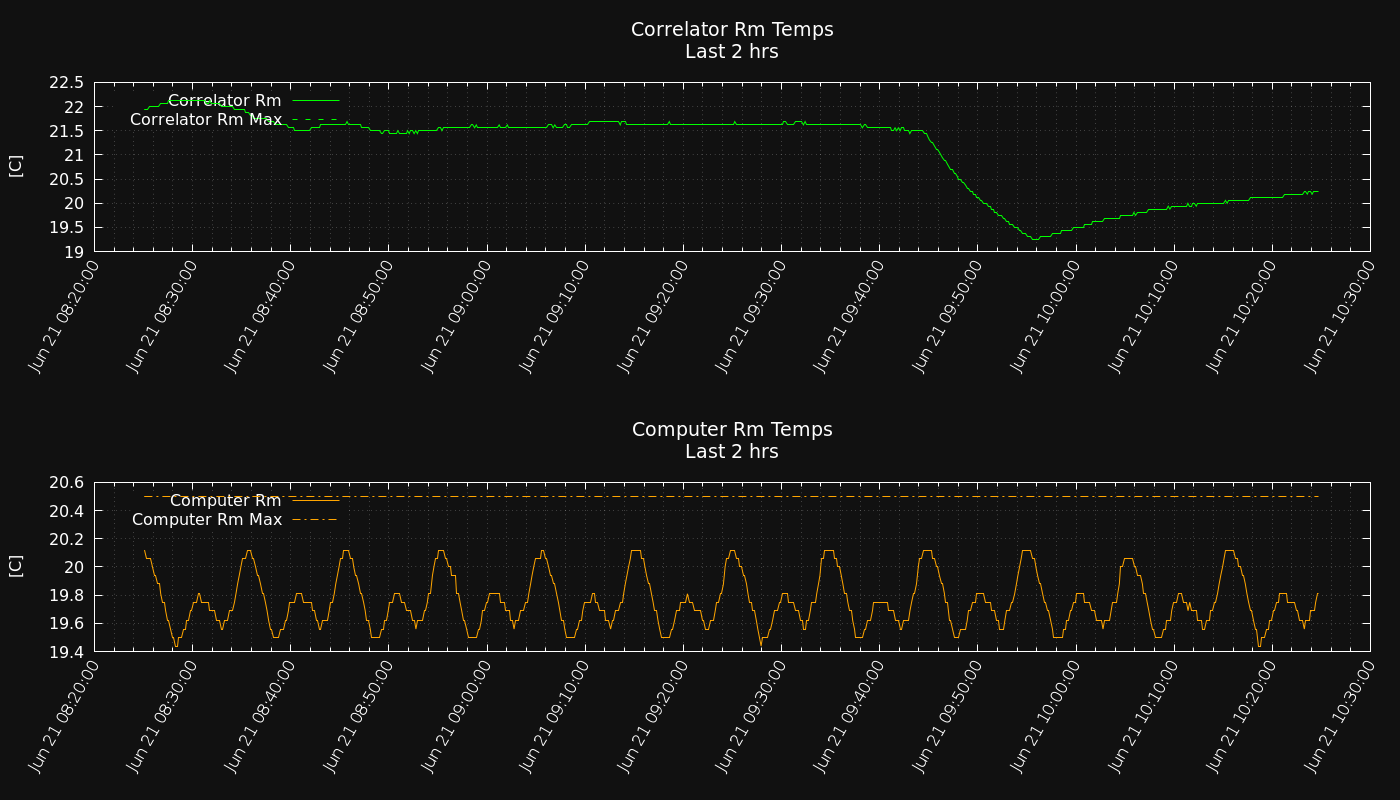 Correlator Rm Temps
Last 2 hrs
[C]
22.5
22
21.5
21
20.5
20
19.5
19
Correlator Rm
Correlator Rm Max
Jun 21 08:20:00
Jun 21 08:30:00
Jun 21 08:40:00
Jun 21 08:50:00
Jun 21 09:00:00
Jun 21 09:10:00
Jun 21 09:20:00
Jun 21 09:30:00
Jun 21 09:40:00
Jun 21 09:50:00
Jun 21 10:00:00
Jun 21 10:10:00
Jun 21 10:20:00
Jun 21 10:30:00
Computer Rm Temps
Last 2 hrs
[C]
20.6
20.4
20.2
20
19.8
19.6
19.4
Computer Rm
Computer Rm Max
Jun 21 08:20:00
Jun 21 08:30:00
Jun 21 08:40:00
Jun 21 08:50:00
Jun 21 09:00:00
Jun 21 09:10:00
Jun 21 09:20:00
Jun 21 09:30:00
Jun 21 09:40:00
Jun 21 09:50:00
Jun 21 10:00:00
Jun 21 10:10:00
Jun 21 10:20:00
Jun 21 10:30:00